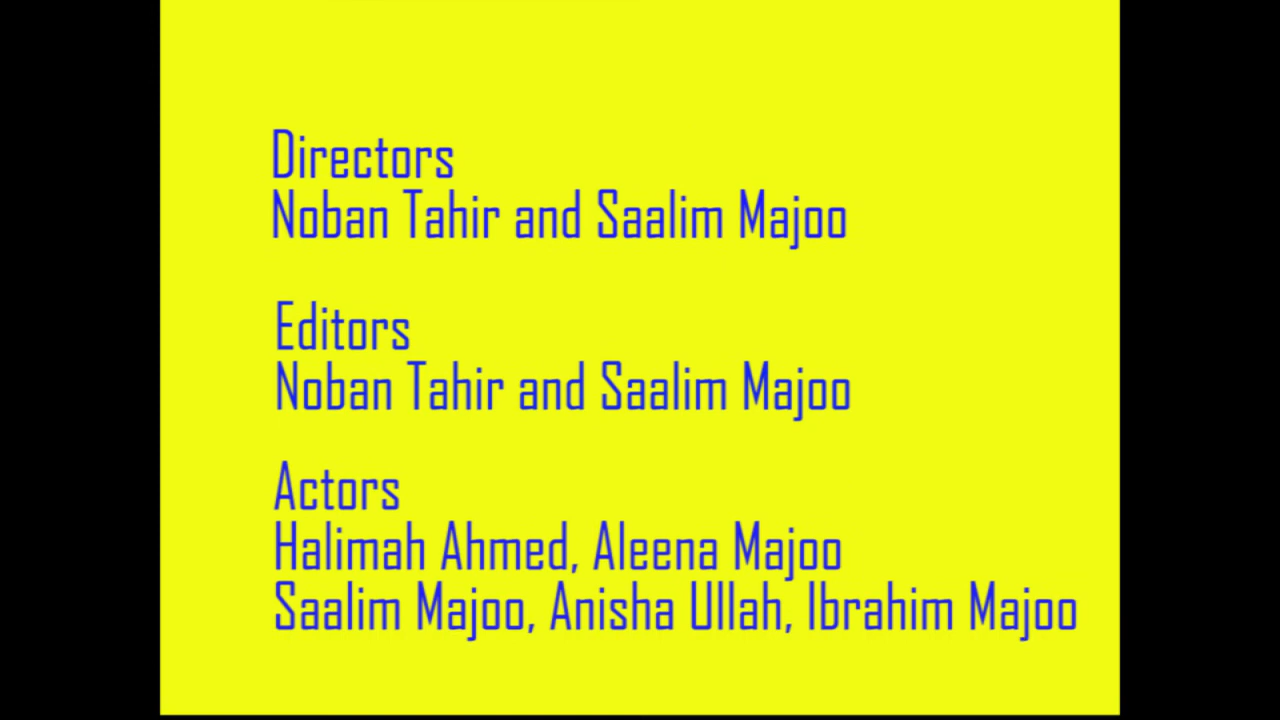 Directors
Noban Tahir and Saalim Majoo
Editors
Noban Tahir and Saalim Majoo
Actors
Halimah Ahmed, Aleena Majoo
Saalim Majoo, Anisha Ullah, Ibrahim Majoo